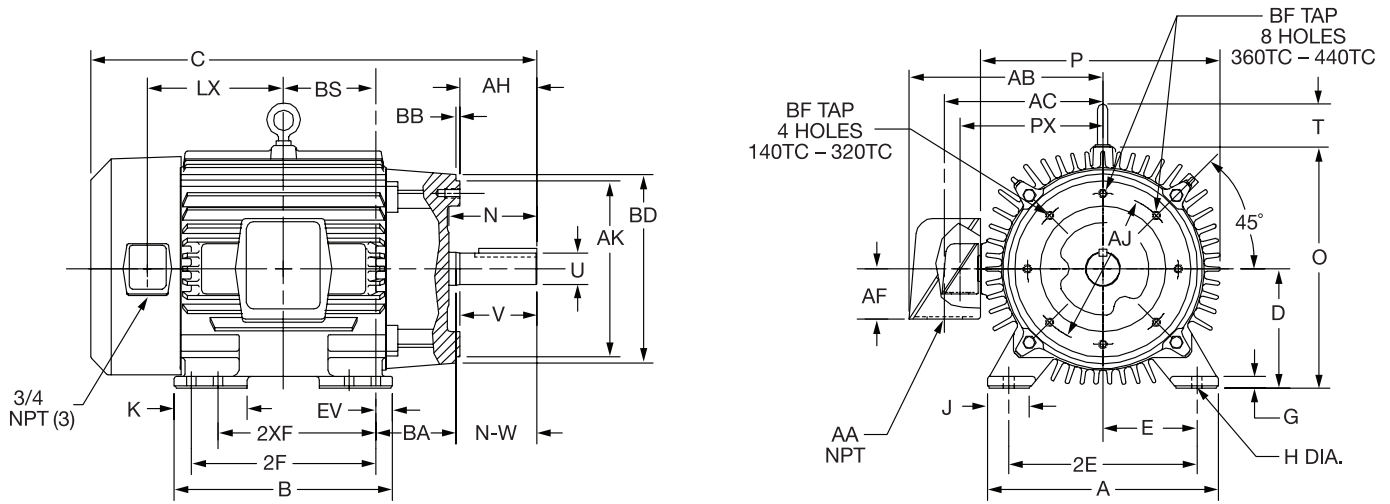 C
LX
BS
AH
BB
N
BD
AK
U
V
3/4
NPT (3)
K
EV
2XF
BA
N-W
2F
B
BF TAP
8 HOLES
360TC – 440TC
P
AB
AC
PX
T
BF TAP
4 HOLES
140TC – 320TC
45°
AJ
O
AF
D
J
G
E
AA
NPT
2E
H DIA.
A